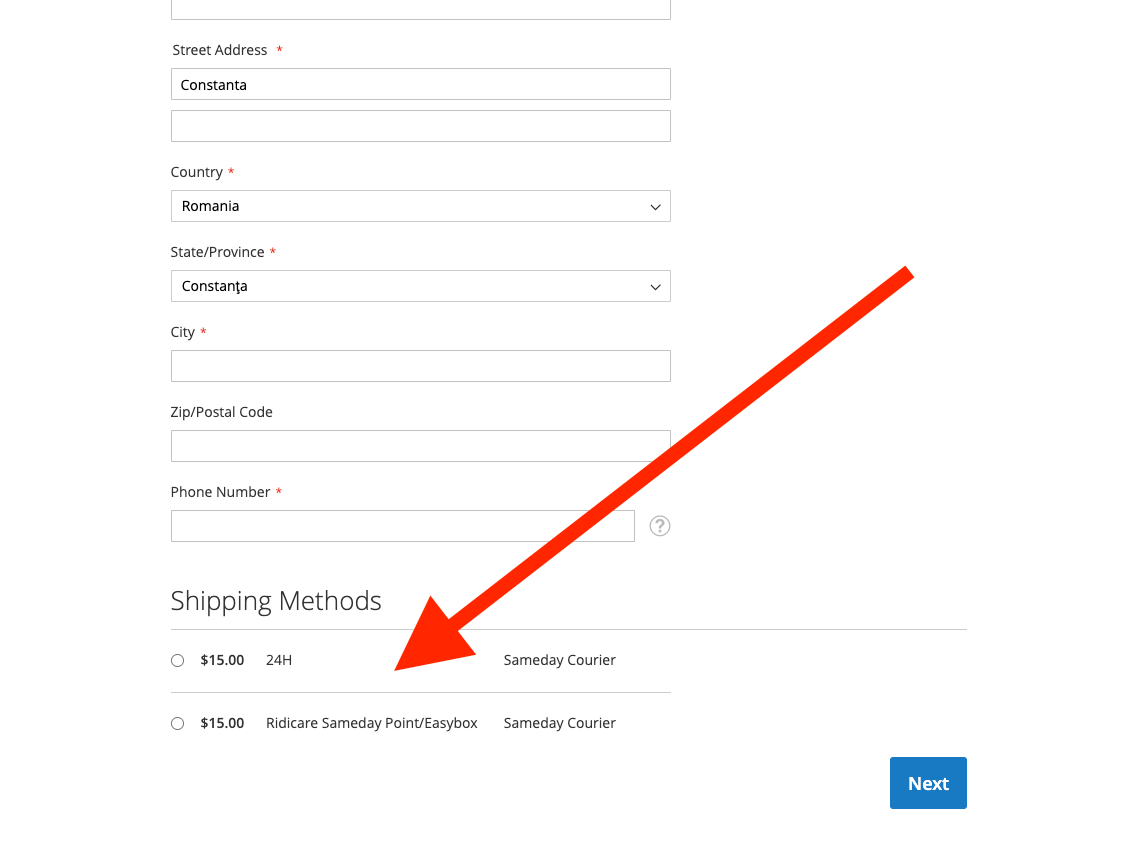 Street Address *
Constanta
Country *
Romania
State/Province *
Constanţa
City *
Zip/Postal Code
Phone Number *
?
Shipping Methods
$15.00 24H Sameday Courier
$15.00 Ridicare Sameday Point/Easybox Sameday Courier
Next